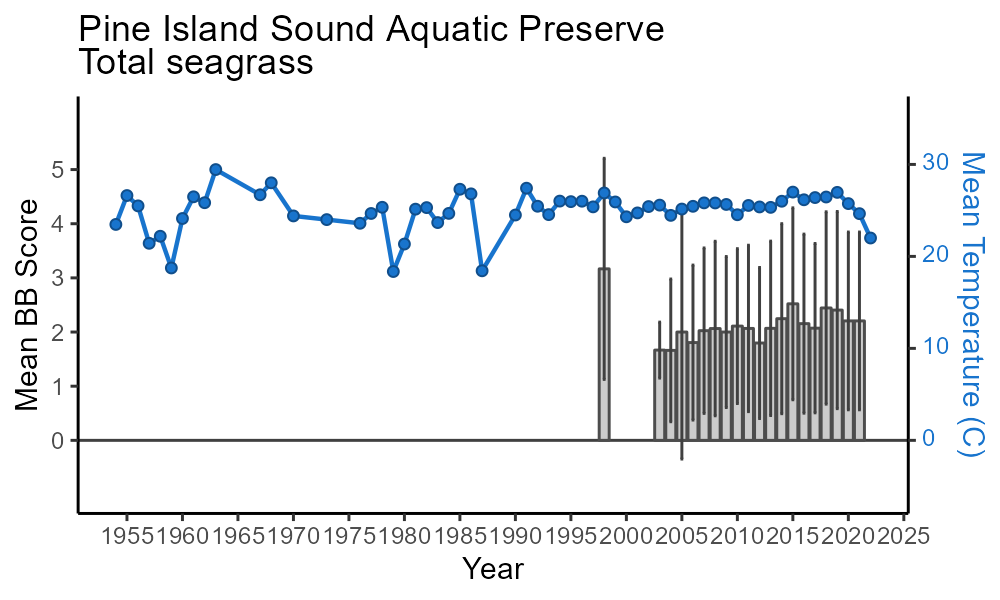 Pine Island Sound Aquatic Preserve
Total seagrass
Mean BB Score
5
4
3
2
1
0
30
20
10
0
Mean Temperature (C)
1955 1960 1965 1970 1975 1980 1985 1990 1995 2000 2005 2010 2015 2020 2025
Year